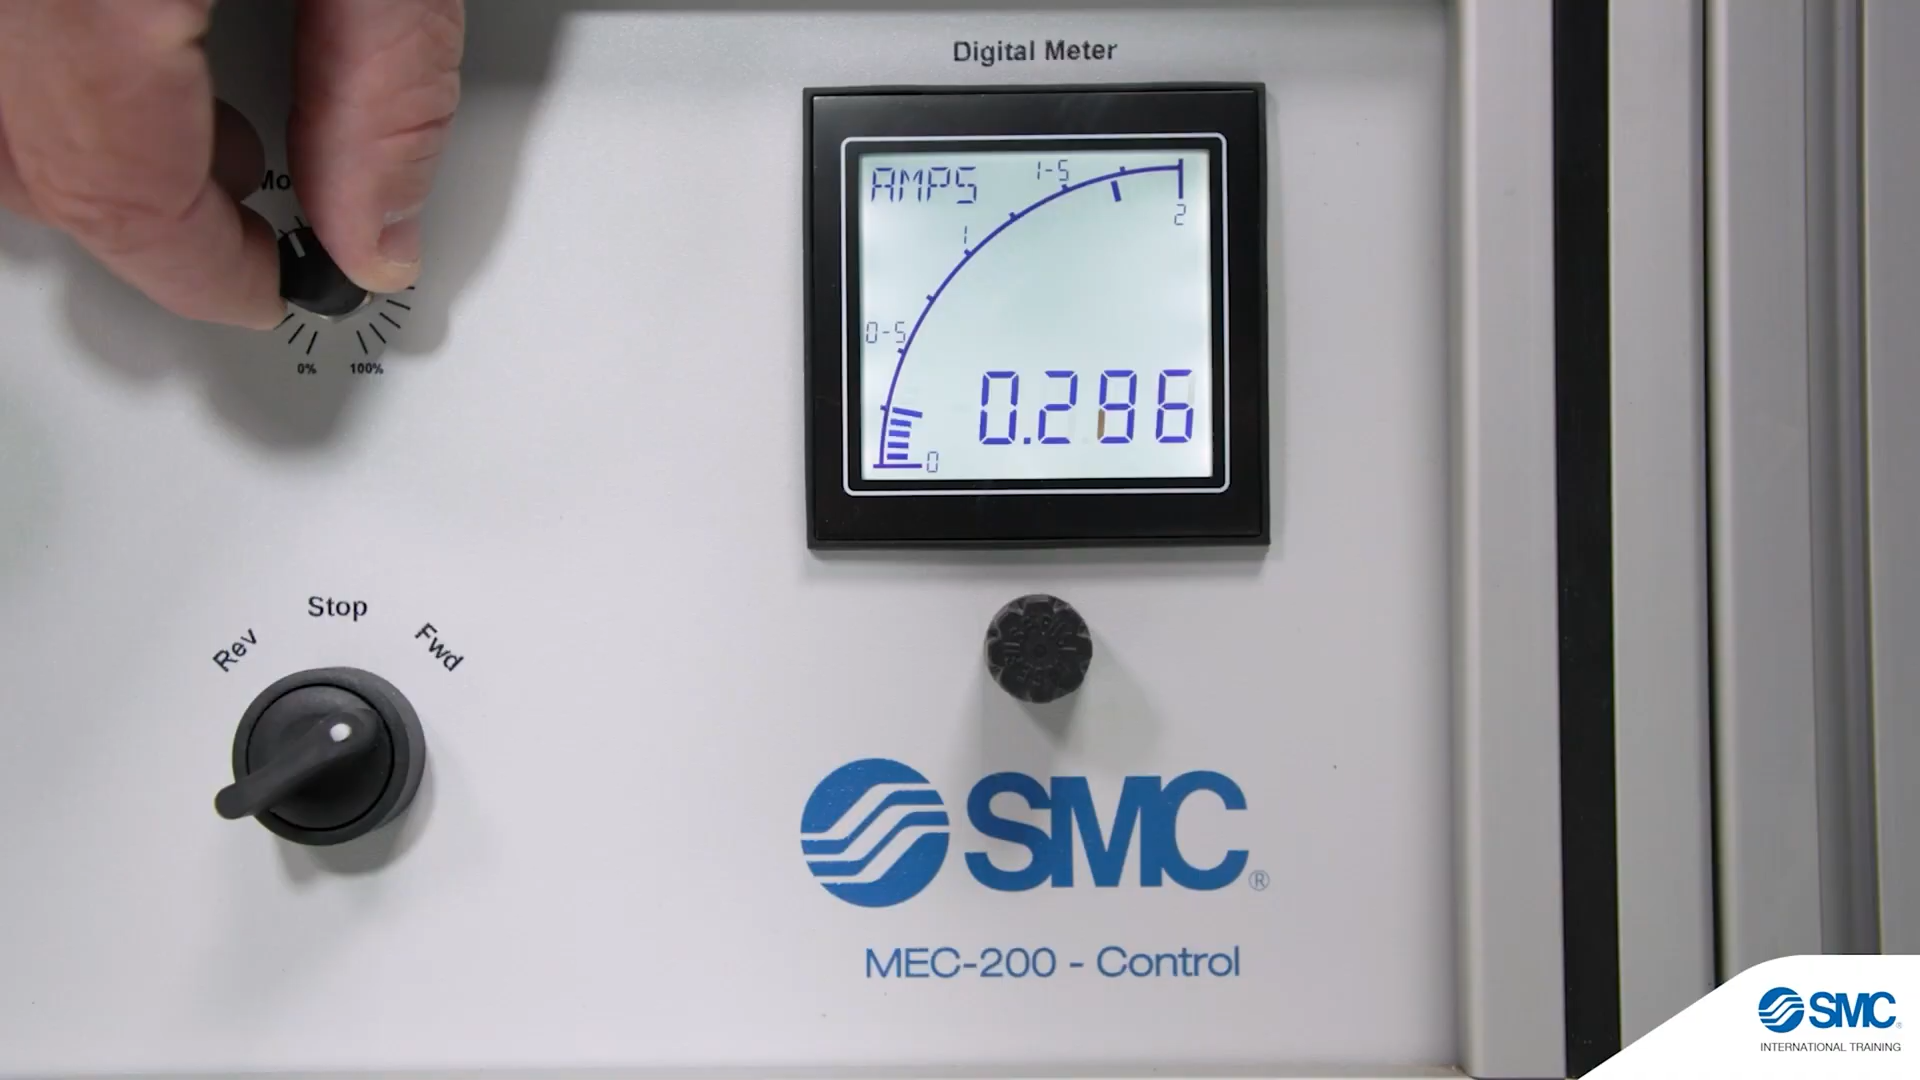 Digital Meter
Mo
AMPS
1-5
2
1
0-5
0.286
0
0% 100%
Stop
Rev
Fwd
SMC®
MEC-200 - Control
SMC
INTERNATIONAL TRAINING